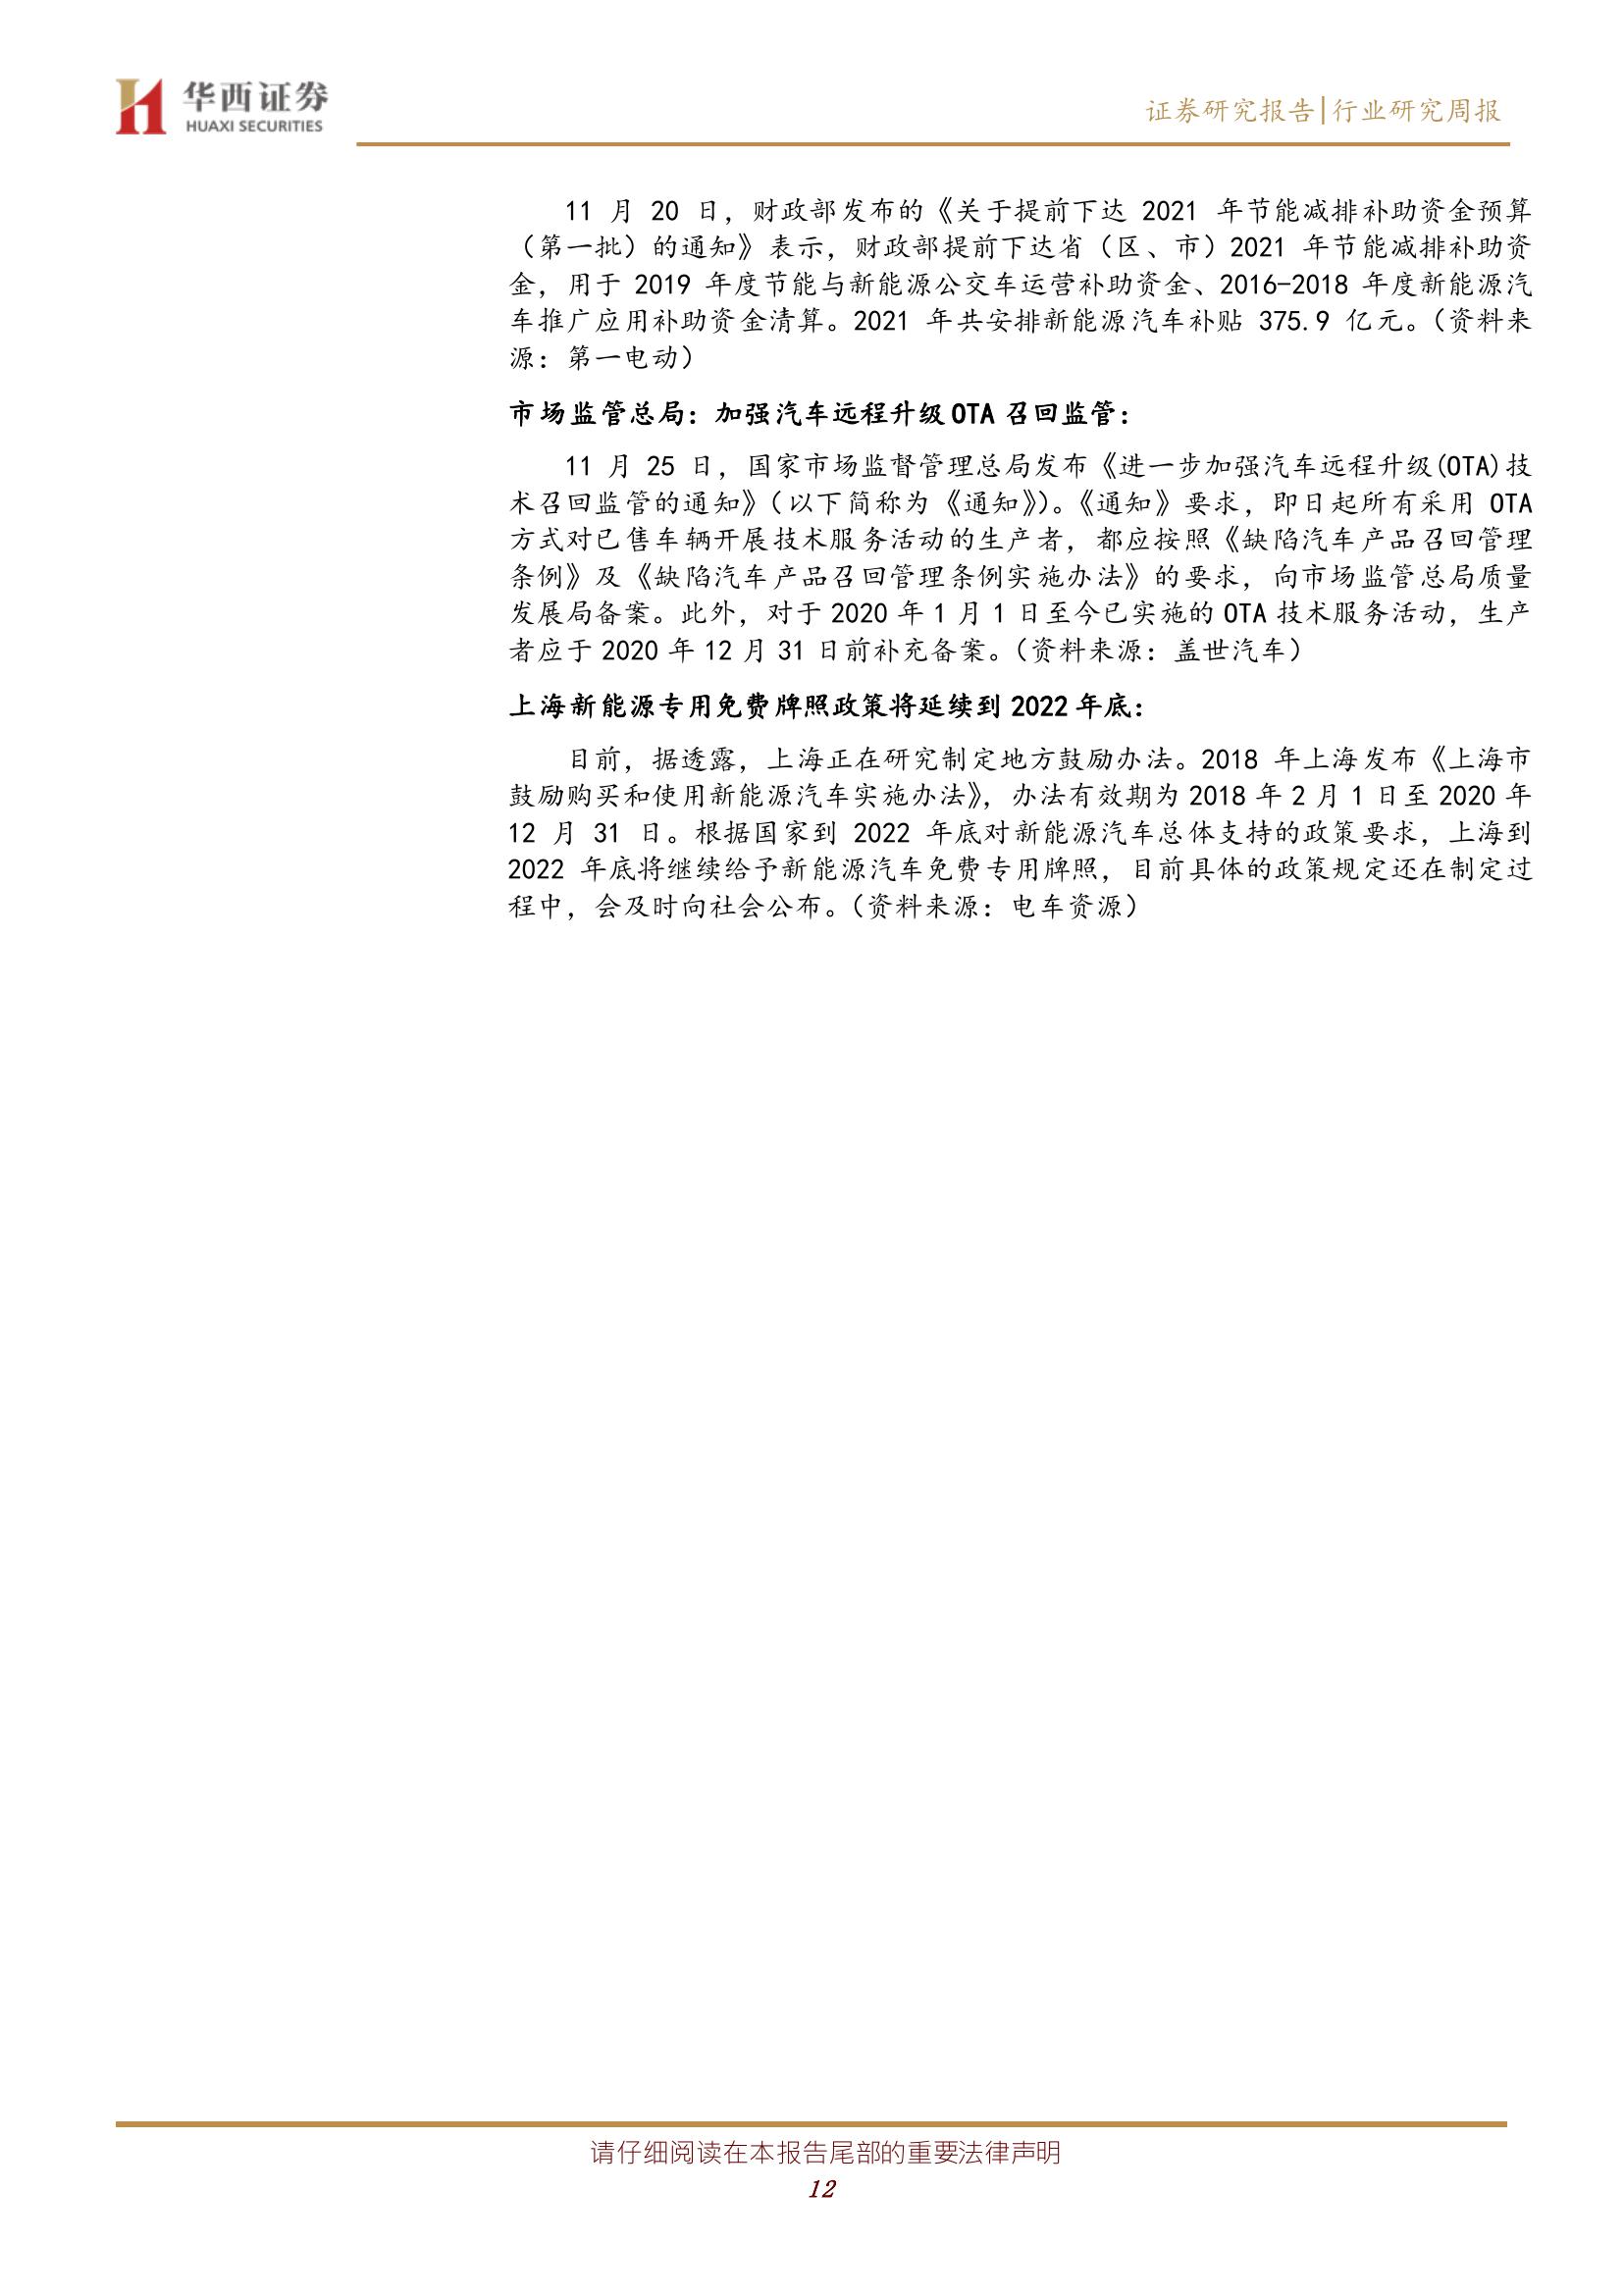 华西证券
HUAXI SECURITIES
证券研究报告|行业研究周报
11 月 20 日，财政部发布的《关于提前下达 2021 年节能减排补助资金预算
（第一批）的通知》表示，财政部提前下达省（区、市）2021 年节能减排补助资
金，用于 2019 年度节能与新能源公交车运营补助资金、2016-2018 年度新能源汽
车推广应用补助资金清算。2021 年共安排新能源汽车补贴 375.9 亿元。（资料来
源：第一电动）
市场监管总局：加强汽车远程升级 OTA 召回监管：
11 月 25 日，国家市场监督管理总局发布《进一步加强汽车远程升级(OTA)技
术召回监管的通知》（以下简称为《通知》）。《通知》要求，即日起所有采用 OTA
方式对已售车辆开展技术服务活动的生产者，都应按照《缺陷汽车产品召回管理
条例》及《缺陷汽车产品召回管理条例实施办法》的要求，向市场监管总局质量
发展局备案。此外，对于 2020 年 1 月 1 日至今已实施的 OTA 技术服务活动，生产
者应于 2020 年 12 月 31 日前补充备案。（资料来源：盖世汽车）
上海新能源专用免费牌照政策将延续到 2022 年底：
目前，据透露，上海正在研究制定地方鼓励办法。2018 年上海发布《上海市
鼓励购买和使用新能源汽车实施办法》，办法有效期为 2018 年 2 月 1 日至 2020 年
12 月 31 日。根据国家到 2022 年底对新能源汽车总体支持的政策要求，上海到
2022 年底将继续给予新能源汽车免费专用牌照，目前具体的政策规定还在制定过
程中，会及时向社会公布。（资料来源：电车资源）
请仔细阅读在本报告尾部的重要法律声明
12